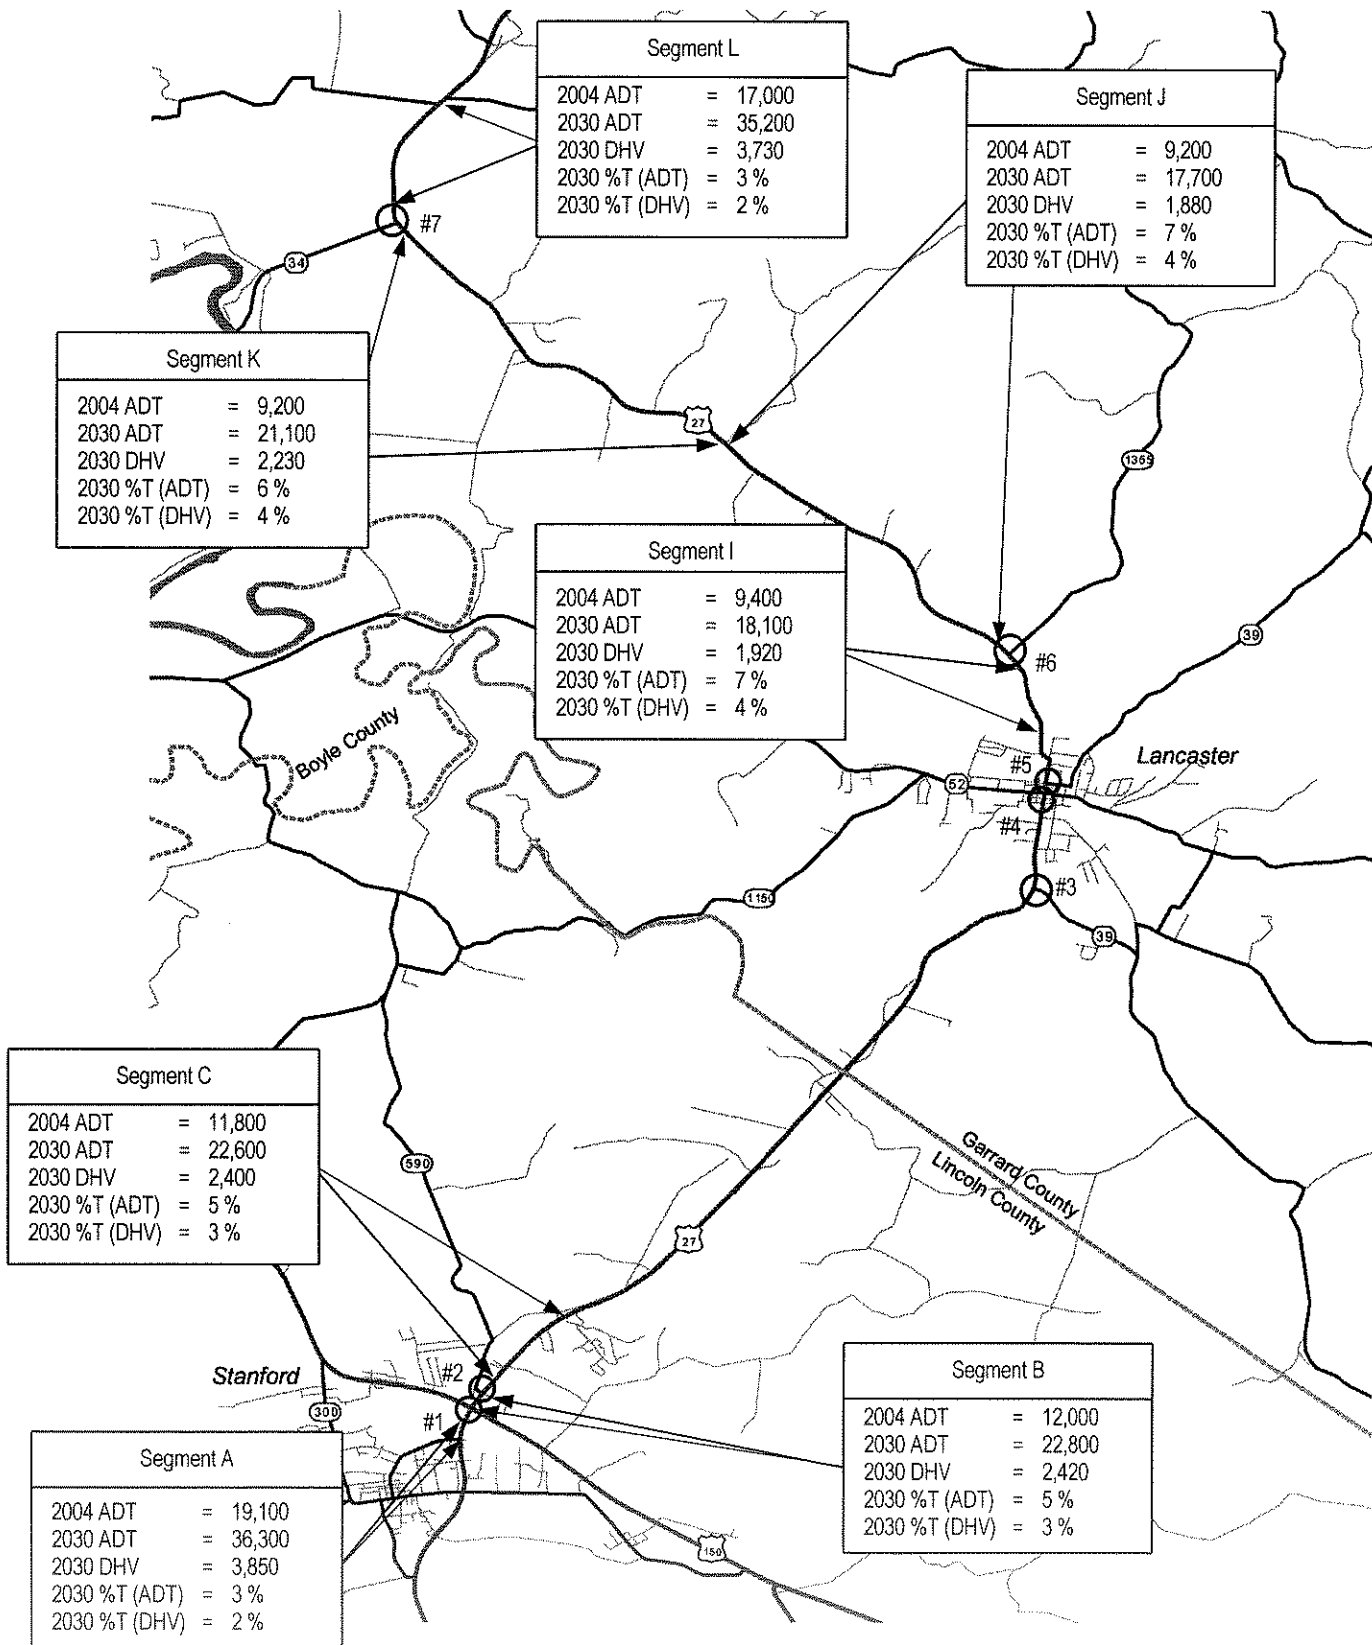 Segment L
2004 ADT = 17,000
2030 ADT = 35,200
2030 DHV = 3,730
2030 %T (ADT) = 3 %
2030 %T (DHV) = 2 %
Segment J
2004 ADT = 9,200
2030 ADT = 17,700
2030 DHV = 1,880
2030 %T (ADT) = 7 %
2030 %T (DHV) = 4 %
#7
34
Segment K
2004 ADT = 9,200
2030 ADT = 21,100
2030 DHV = 2,230
2030 %T (ADT) = 6 %
2030 %T (DHV) = 4 %
27
1355
Segment I
2004 ADT = 9,400
2030 ADT = 18,100
2030 DHV = 1,920
2030 %T (ADT) = 7 %
2030 %T (DHV) = 4 %
39
#6
Boyle County
Lancaster
#5
52
#4
#3
1150
39
Segment C
2004 ADT = 11,800
2030 ADT = 22,600
2030 DHV = 2,400
2030 %T (ADT) = 5 %
2030 %T (DHV) = 3 %
590
Garrard County
Lincoln County
27
Stanford
#2
#1
300
Segment B
2004 ADT = 12,000
2030 ADT = 22,800
2030 DHV = 2,420
2030 %T (ADT) = 5 %
2030 %T (DHV) = 3 %
Segment A
2004 ADT = 19,100
2030 ADT = 36,300
2030 DHV = 3,850
2030 %T (ADT) = 3 %
2030 %T (DHV) = 2 %
150